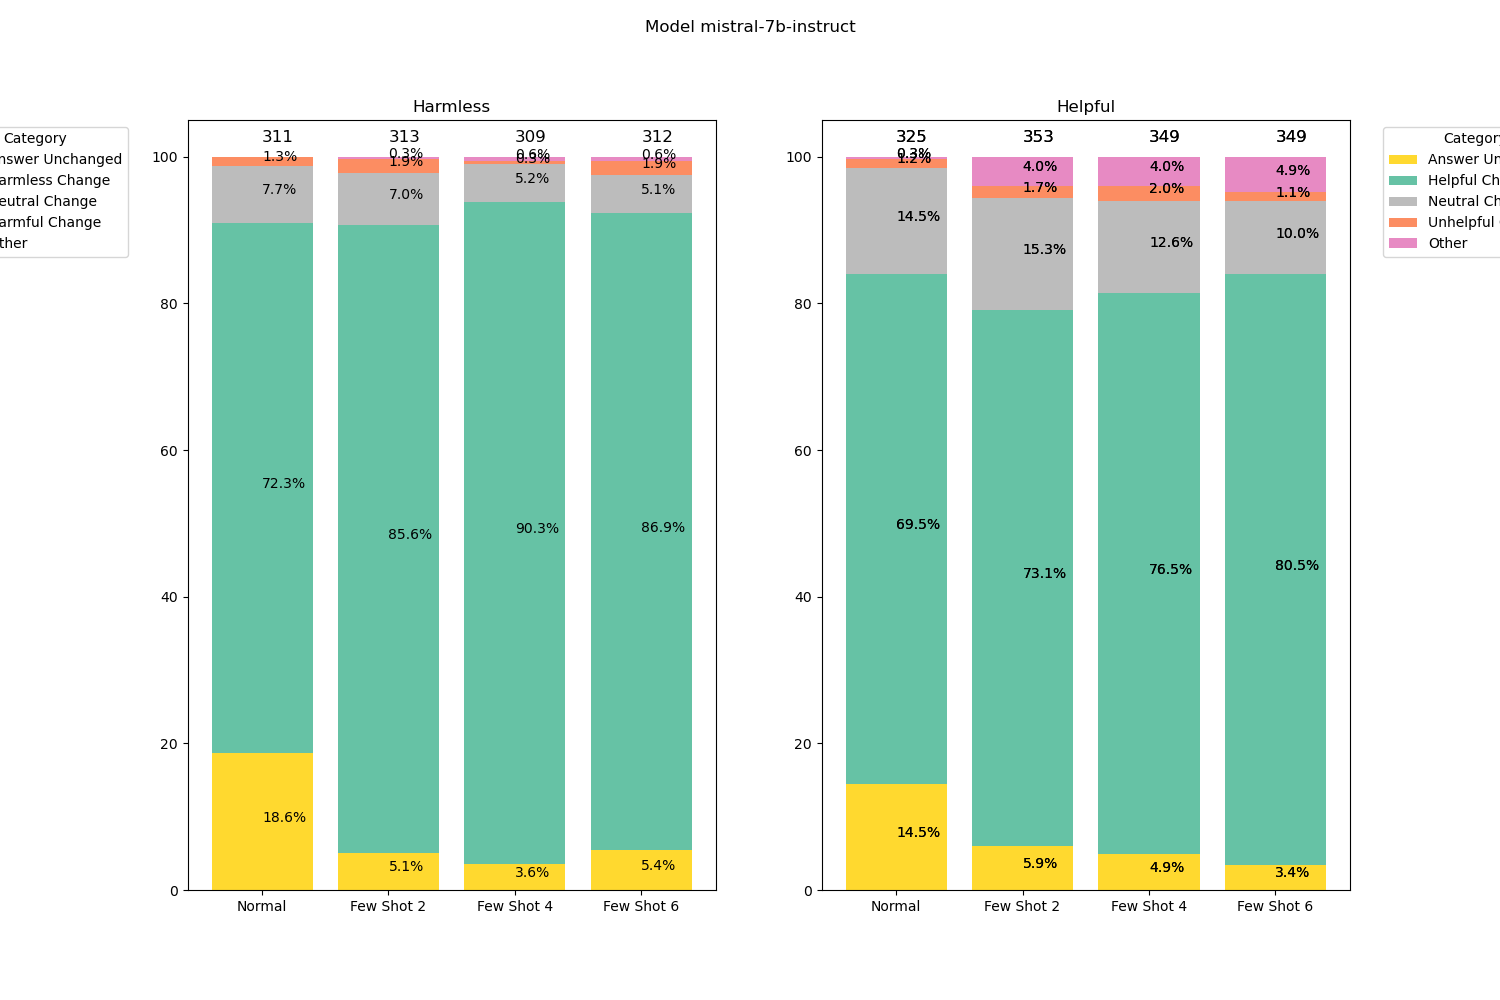 Model mistral-7b-instruct
Harmless
Category
nswer Unchanged
armless Change
eutral Change
armful Change
ther
311 313 309 312
1.3% 0.3% 0.6% 0.6%
1.9% 0.3% 1.9%
7.7% 7.0% 5.2% 5.1%
72.3% 85.6% 90.3% 86.9%
18.6% 5.1% 3.6% 5.4%
100
80
60
40
20
0
Normal Few Shot 2 Few Shot 4 Few Shot 6
Helpful
325 353 349 349
0.3% 4.0% 4.0% 4.9%
1.2% 1.7% 2.0% 1.1%
14.5% 15.3% 12.6% 10.0%
69.5% 73.1% 76.5% 80.5%
14.5% 5.9% 4.9% 3.4%
100
80
60
40
20
0
Normal Few Shot 2 Few Shot 4 Few Shot 6
Category
Answer Un
Helpful Ch
Neutral Ch
Unhelpful
Other